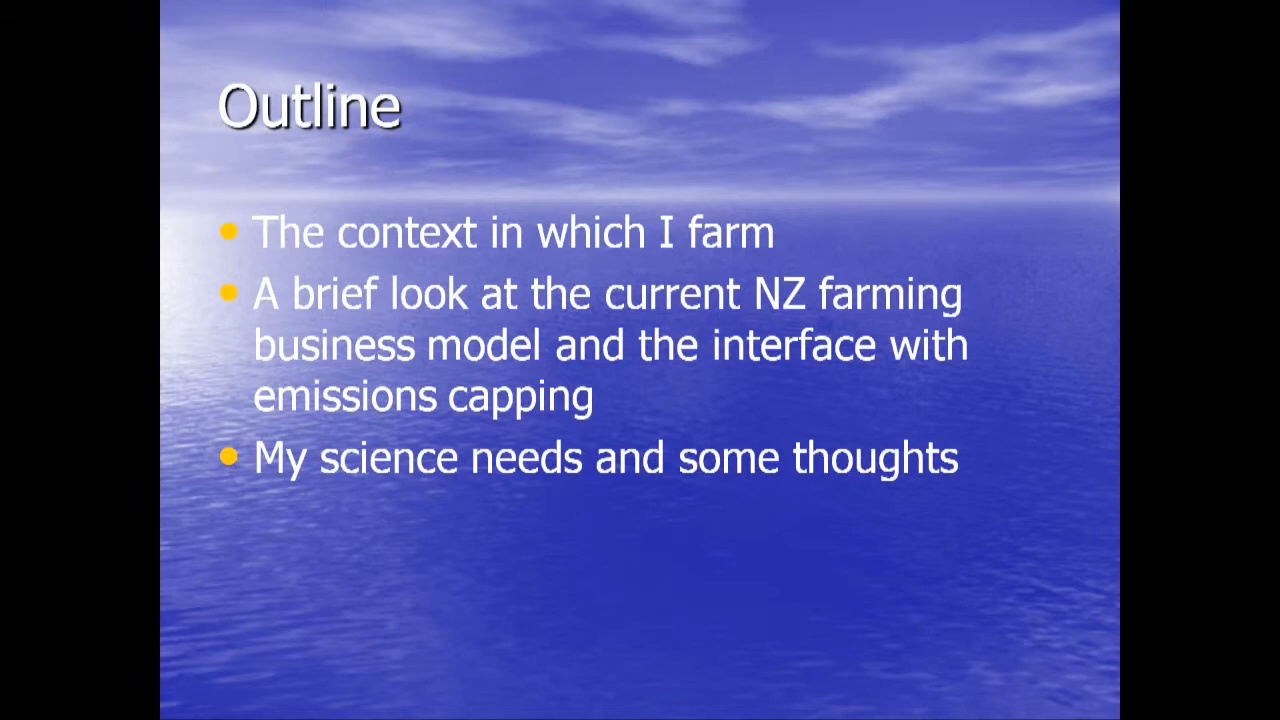 Outline
• The context in which I farm
• A brief look at the current NZ farming
business model and the interface with
emissions capping
• My science needs and some thoughts